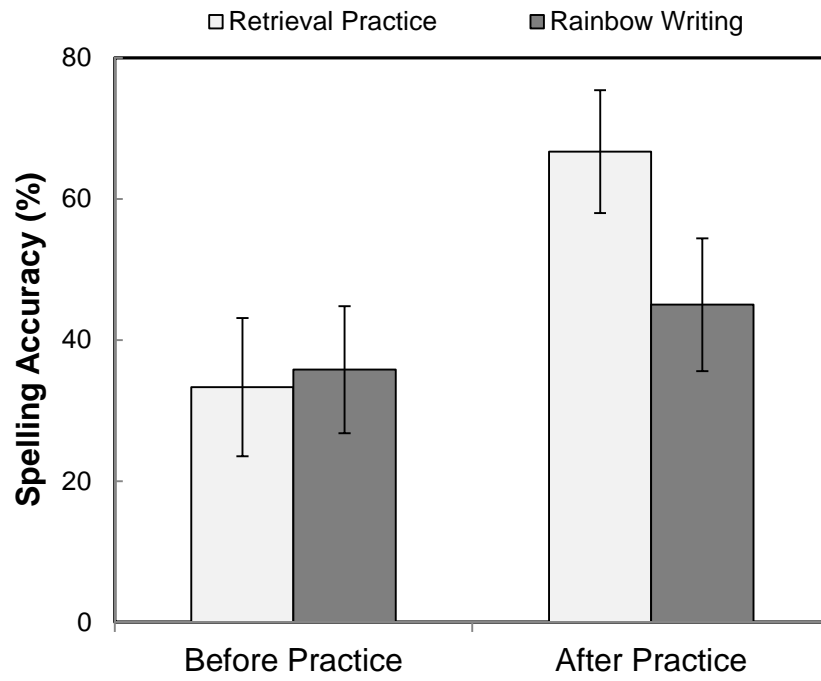 Retrieval Practice Rainbow Writing
80
60
40
20
0
Spelling Accuracy (%)
Before Practice After Practice